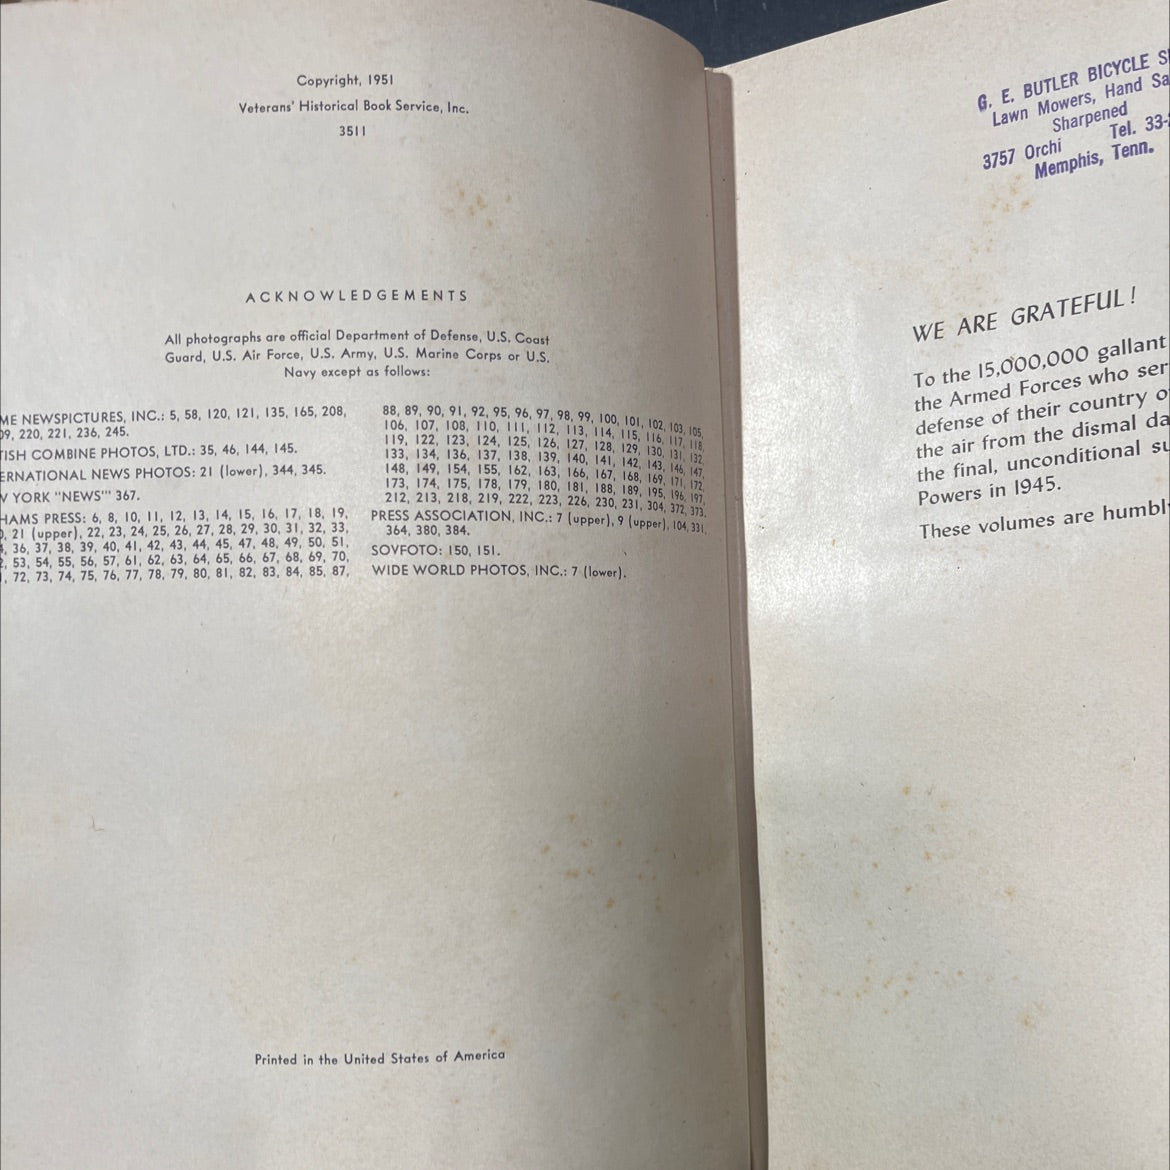 Copyright, 1951
Veterans' Historical Book Service, Inc.
3511
ACKNOWLEDGEMENTS
All photographs are official Department of Defense, U.S. Coast
Guard, U.S. Air Force, U.S. Army, U.S. Marine Corps or U.S.
Navy except as follows:
ME NEWSPICTURES, INC.: 5, 58, 120, 121, 135, 165, 208,
09, 220, 221, 236, 245.
TISH COMBINE PHOTOS, LTD.: 35, 46, 144, 145.
ERNATIONAL NEWS PHOTOS: 21 (lower), 344, 345.
YORK "NEWS" 367.
HAMS PRESS: 6, 8, 10, 11, 12, 13, 14, 15, 16, 17, 18, 19,
21 (upper), 22, 23, 24, 25, 26, 27, 28, 29, 30, 31, 32, 33,
36, 37, 38, 39, 40, 41, 42, 43, 44, 45, 47, 48, 49, 50, 51,
53, 54, 55, 56, 57, 61, 62, 63, 64, 65, 66, 67, 68, 69, 70,
72, 73, 74, 75, 76, 77, 78, 79, 80, 81, 82, 83, 84, 85, 87,
88, 89, 90, 91, 92, 95, 96, 97, 98, 99, 100, 101, 102, 103, 105,
106, 107, 108, 110, 111, 112, 113, 114, 115, 116, 117, 118,
119, 122, 123, 124, 125, 126, 127, 128, 129, 130, 131, 132,
133, 134, 136, 137, 138, 139, 140, 141, 142, 143, 146, 147,
148, 149, 154, 155, 162, 163, 166, 167, 168, 169, 171, 172,
173, 174, 175, 178, 179, 180, 181, 188, 189, 195, 196, 197,
212, 213, 218, 219, 222, 223, 226, 230, 231, 304, 372, 373.
PRESS ASSOCIATION, INC.: 7 (upper), 9 (upper), 104, 331,
364, 380, 384.
SOVFOTO: 150, 151.
WIDE WORLD PHOTOS, INC.: 7 (lower).
Printed in the United States of America
G. E. BUTLER BICYCLE S
Lawn Mowers, Hand Sa
Sharpened
3757 Orchi Tel. 33-
Memphis, Tenn.
WE ARE GRATEFUL!
To the 15,000,000 gallant
the Armed Forces who ser
defense of their country o
the air from the dismal da
the final, unconditional su
Powers in 1945.
These volumes are humbl